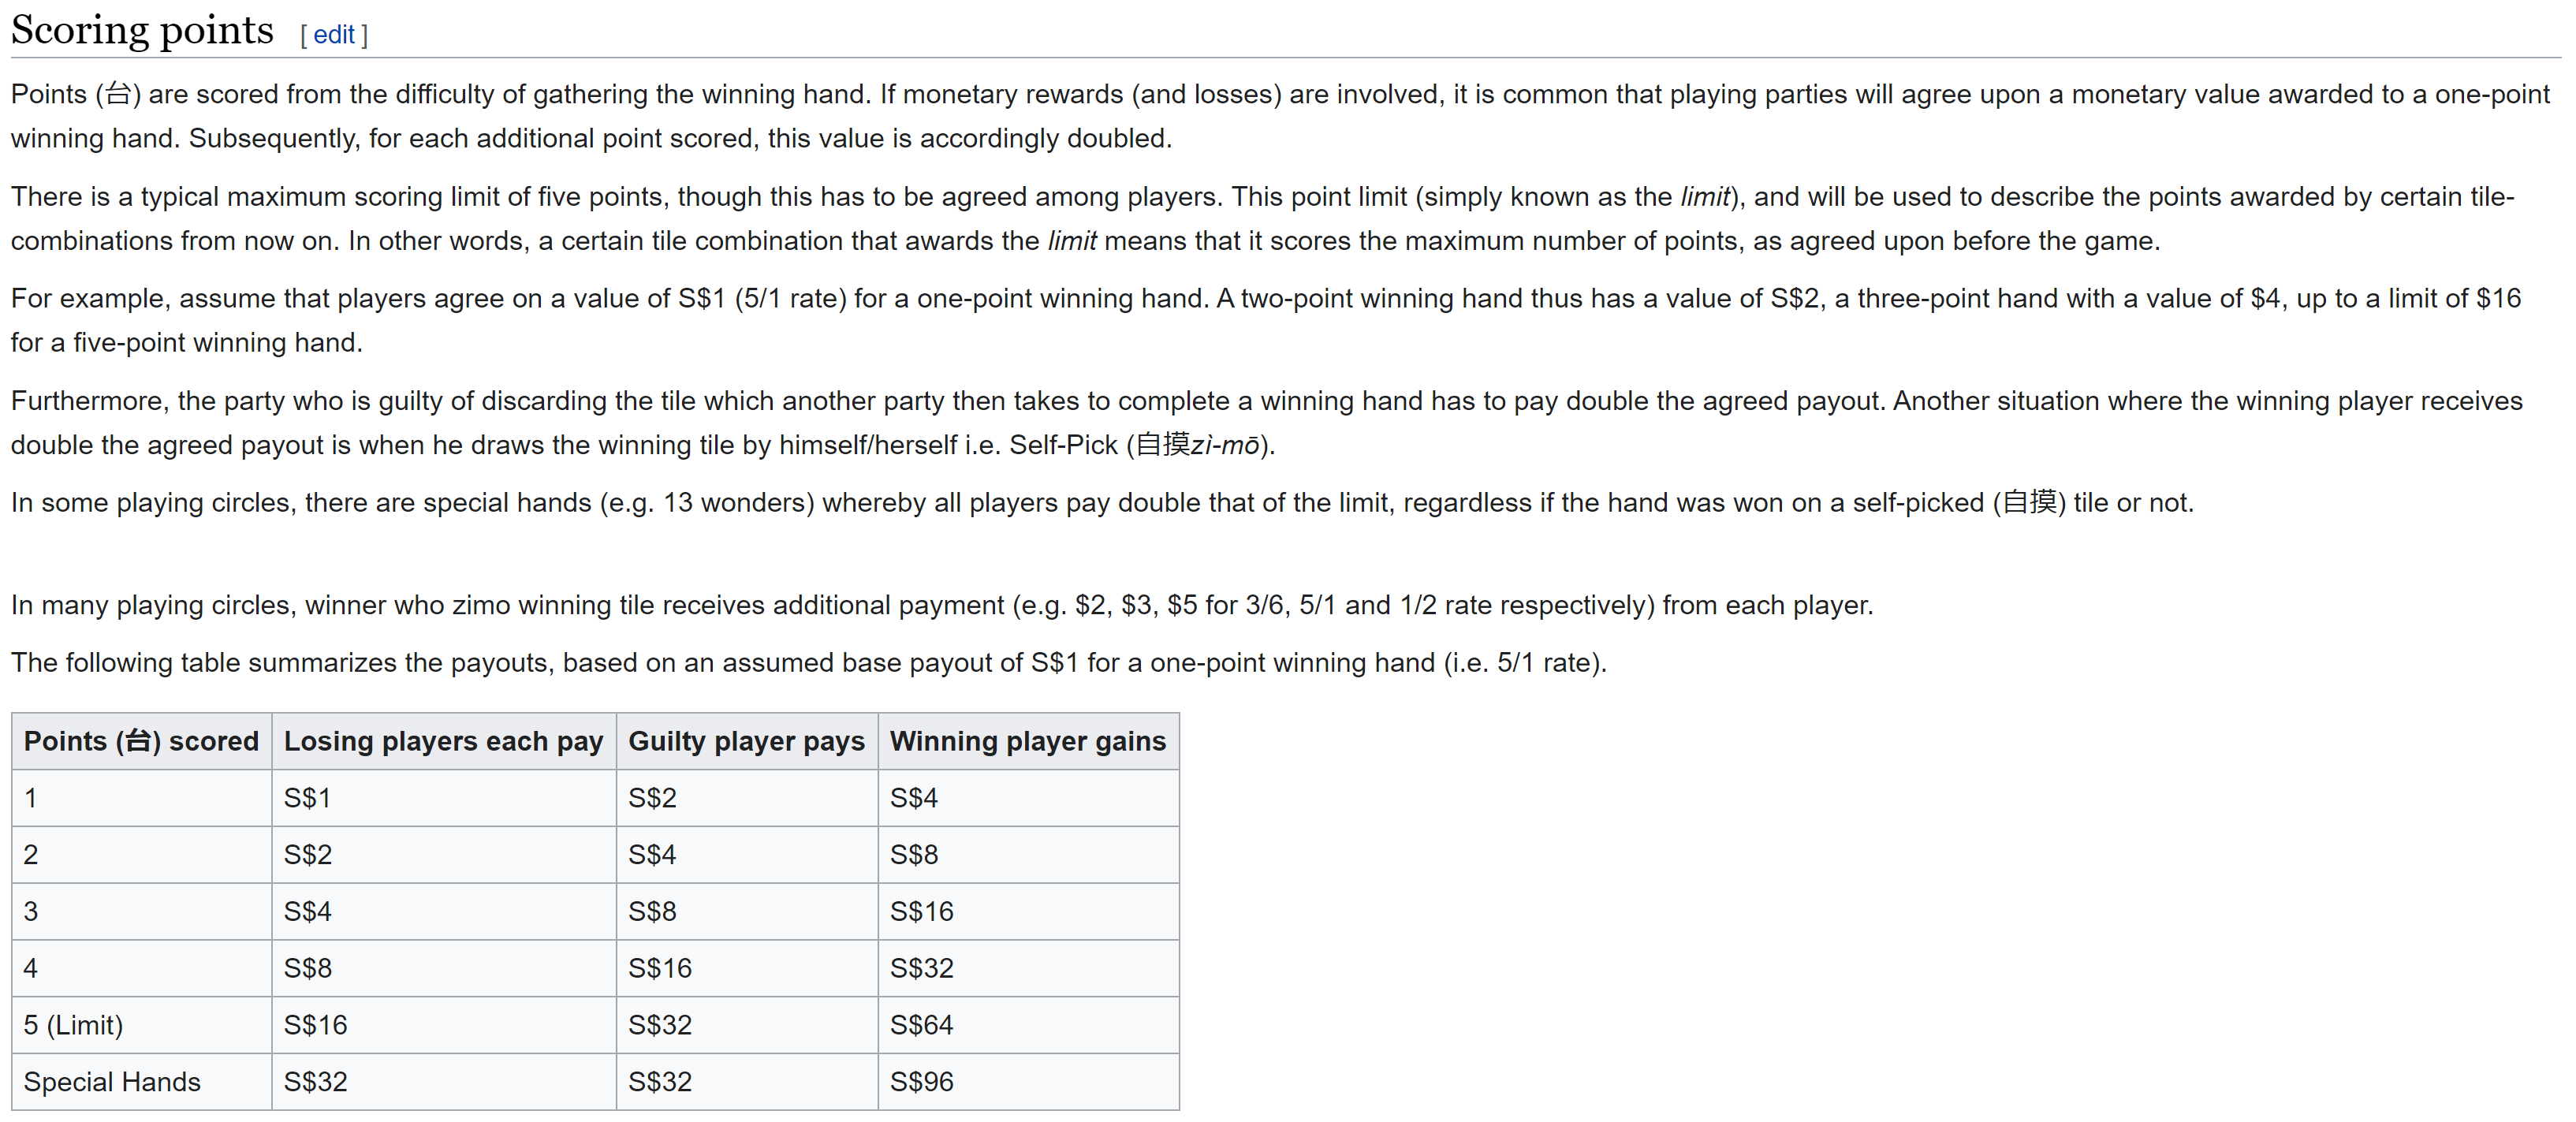 Scoring points [ edit ]
Points (台) are scored from the difficulty of gathering the winning hand. If monetary rewards (and losses) are involved, it is common that playing parties will agree upon a monetary value awarded to a one-point
winning hand. Subsequently, for each additional point scored, this value is accordingly doubled.
There is a typical maximum scoring limit of five points, though this has to be agreed among players. This point limit (simply known as the limit), and will be used to describe the points awarded by certain tile-
combinations from now on. In other words, a certain tile combination that awards the limit means that it scores the maximum number of points, as agreed upon before the game.
For example, assume that players agree on a value of S$1 (5/1 rate) for a one-point winning hand. A two-point winning hand thus has a value of S$2, a three-point hand with a value of $4, up to a limit of $16
for a five-point winning hand.
Furthermore, the party who is guilty of discarding the tile which another party then takes to complete a winning hand has to pay double the agreed payout. Another situation where the winning player receives
double the agreed payout is when he draws the winning tile by himself/herself i.e. Self-Pick (自摸zì-mō).
In some playing circles, there are special hands (e.g. 13 wonders) whereby all players pay double that of the limit, regardless if the hand was won on a self-picked (自摸) tile or not.
In many playing circles, winner who zimo winning tile receives additional payment (e.g. $2, $3, $5 for 3/6, 5/1 and 1/2 rate respectively) from each player.
The following table summarizes the payouts, based on an assumed base payout of S$1 for a one-point winning hand (i.e. 5/1 rate).
Points (台) scored Losing players each pay Guilty player pays Winning player gains
1 S$1 S$2 S$4
2 S$2 S$4 S$8
3 S$4 S$8 S$16
4 S$8 S$16 S$32
5 (Limit) S$16 S$32 S$64
Special Hands S$32 S$32 S$96